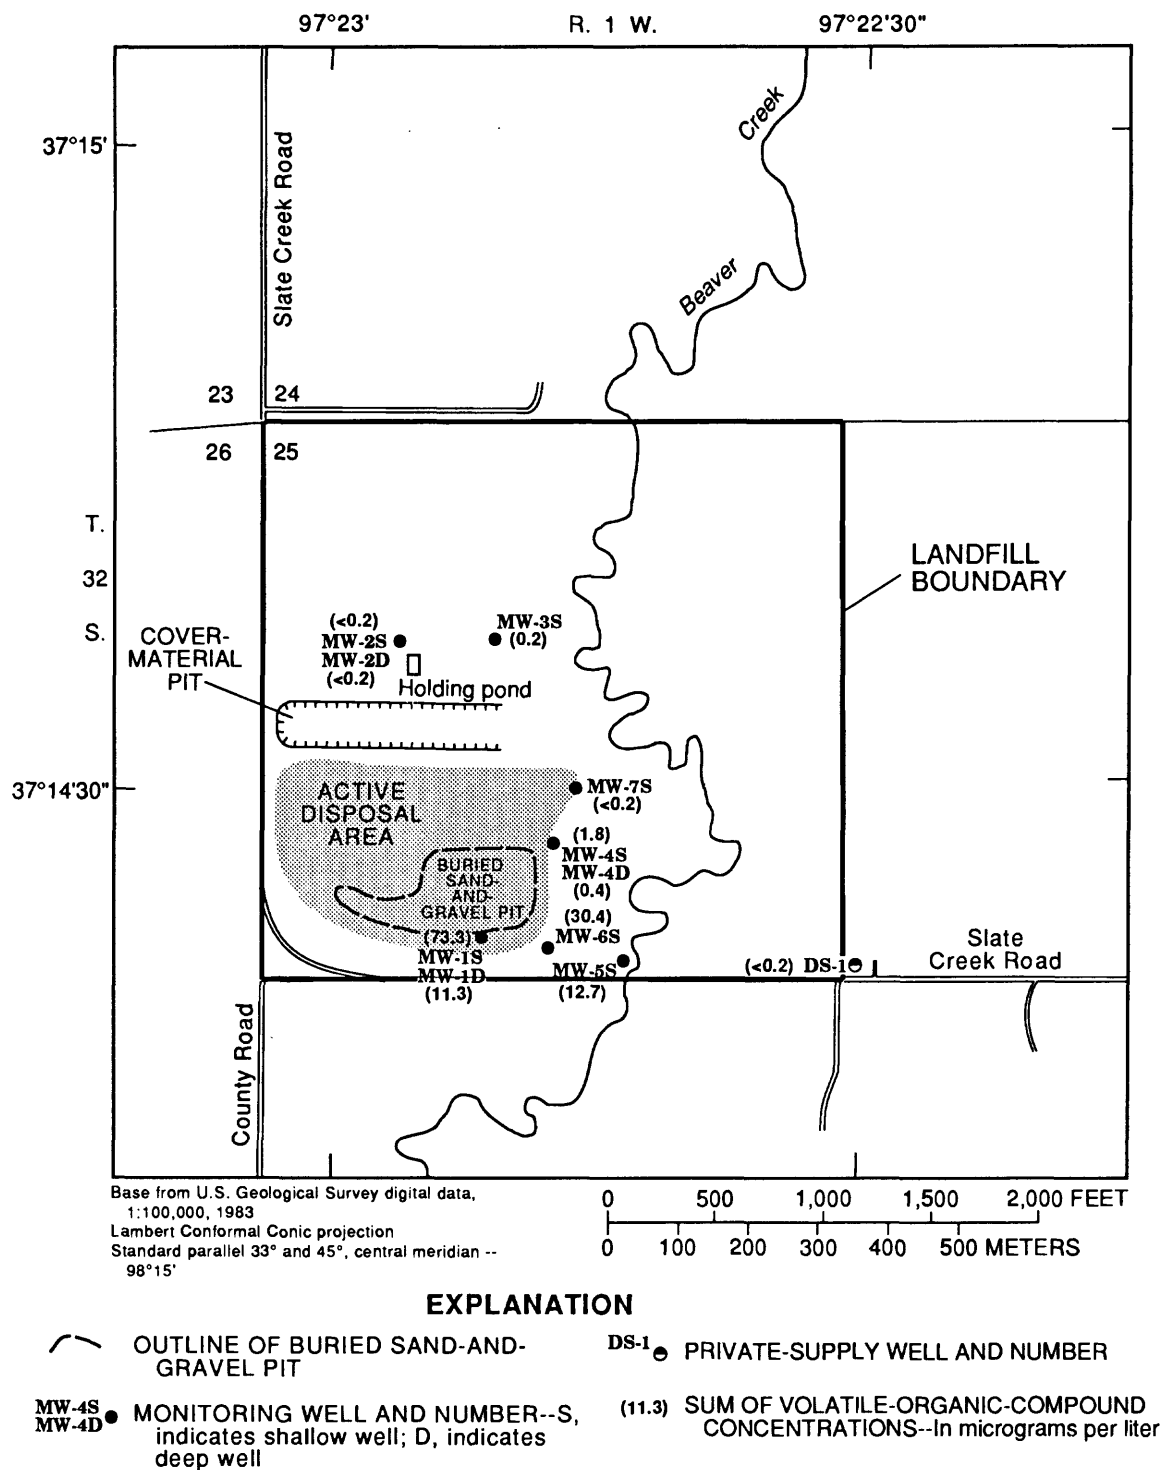 97°23'
R. 1 W.
97°22'30"
37°15'
Slate Creek Road
Creek
Beaver
23
24
26
25
T.
32
S.
LANDFILL
BOUNDARY
(<0.2)
MW-2S
MW-2D
(<0.2)
MW-3S
(0.2)
COVER-
MATERIAL
PIT
Holding pond
37°14'30"
ACTIVE
DISPOSAL
AREA
MW-7S
(<0.2)
(1.8)
MW-4S
MW-4D
(0.4)
BURIED
SAND-
AND-
GRAVEL PIT
(30.4)
MW-6S
(73.3)
MW-1S
MW-1D
(11.3)
MW-5S
(12.7)
(<0.2) DS-1
Slate
Creek Road
County Road
Base from U.S. Geological Survey digital data,
1:100,000, 1983
Lambert Conformal Conic projection
Standard parallel 33° and 45°, central meridian --
98°15'
0 500 1,000 1,500 2,000 FEET
0 100 200 300 400 500 METERS
EXPLANATION
OUTLINE OF BURIED SAND-AND-
GRAVEL PIT
MW-4S
MW-4D
MONITORING WELL AND NUMBER--S,
indicates shallow well; D, indicates
deep well
DS-1
PRIVATE-SUPPLY WELL AND NUMBER
(11.3) SUM OF VOLATILE-ORGANIC-COMPOUND
CONCENTRATIONS--In micrograms per liter